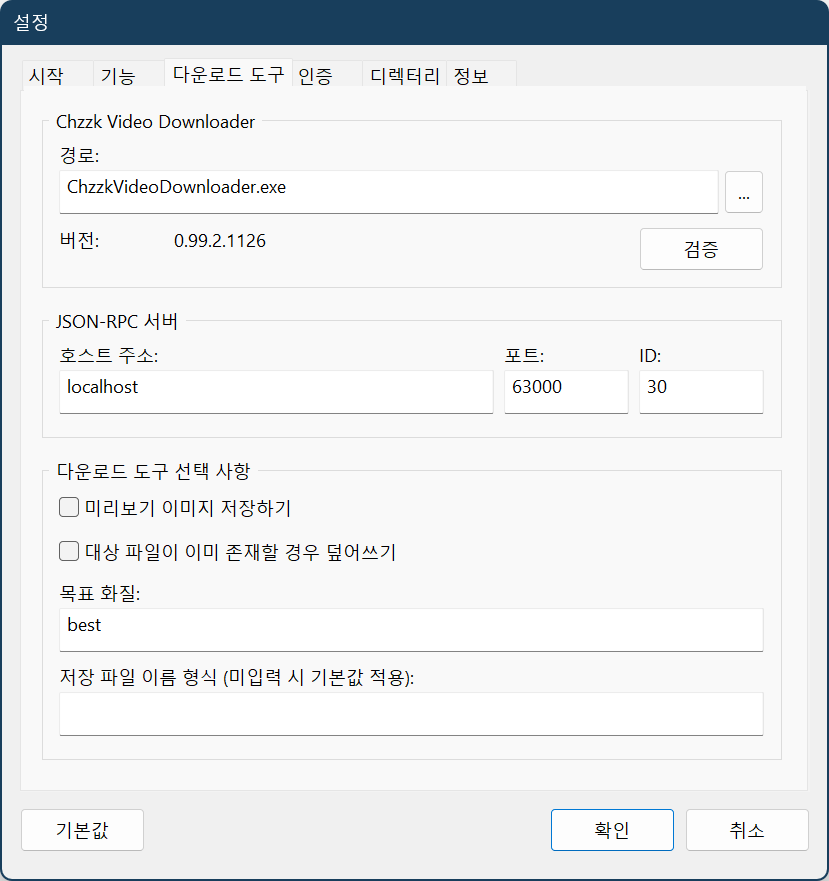 설정
시작 기능 다운로드 도구 인증 디렉터리 정보
Chzzk Video Downloader
경로:
ChzzkVideoDownloader.exe ...
버전: 0.99.2.1126 검증
JSON-RPC 서버
호스트 주소: 포트: ID:
localhost 63000 30
다운로드 도구 선택 사항
미리보기 이미지 저장하기
대상 파일이 이미 존재할 경우 덮어쓰기
목표 화질:
best
저장 파일 이름 형식 (미입력 시 기본값 적용):
기본값 확인 취소